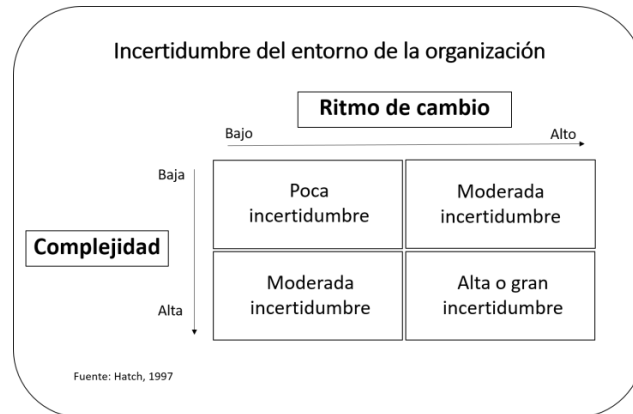 Incertidumbre del entorno de la organización
Ritmo de cambio
Bajo
Alto
Baja
Complejidad
Alta
Poca
incertidumbre
Moderada
incertidumbre
Moderada
incertidumbre
Alta o gran
incertidumbre
Fuente: Hatch, 1997